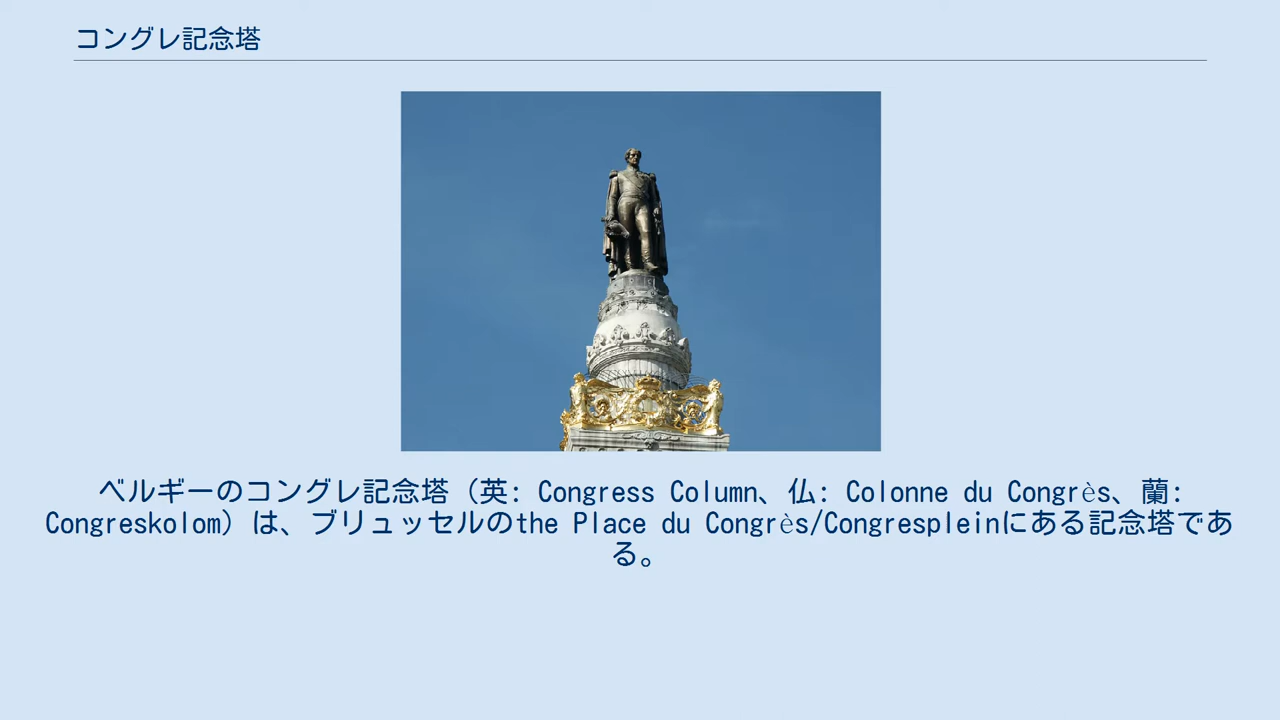 コングレ記念塔
ベルギーのコングレ記念塔（英: Congress Column、仏: Colonne du Congrès、蘭:
Congreskolom）は、ブリュッセルのthe Place du Congrès/Congrespleinにある記念塔であ
る。